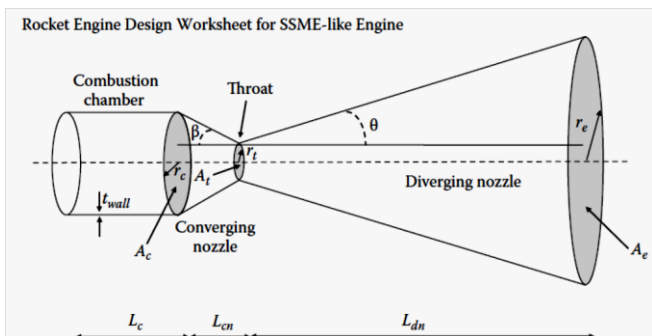 Rocket Engine Design Worksheet for SSME-like Engine
Combustion
chamber
Throat
β
θ
r_e
r_t
r_c
A_t
t_wall
Diverging nozzle
Converging
nozzle
A_c
A_e
L_c
L_cn
L_dn